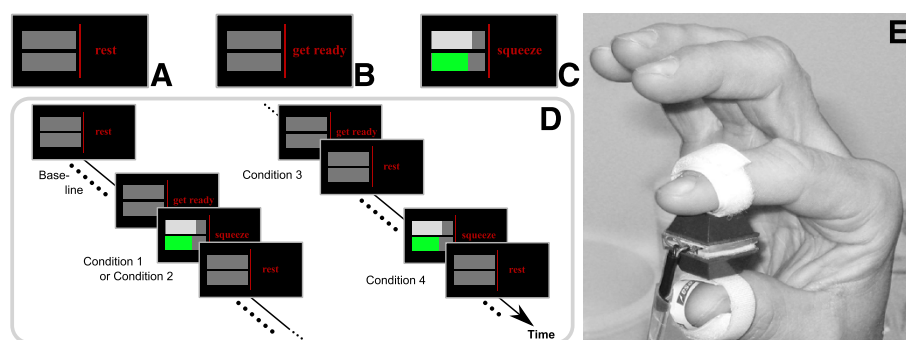 rest
A
get ready
B
squeeze
C
D
rest
Base-
line
get ready
squeeze
Condition 1
or Condition 2
rest
get ready
Condition 3
rest
squeeze
Condition 4
rest
Time
E